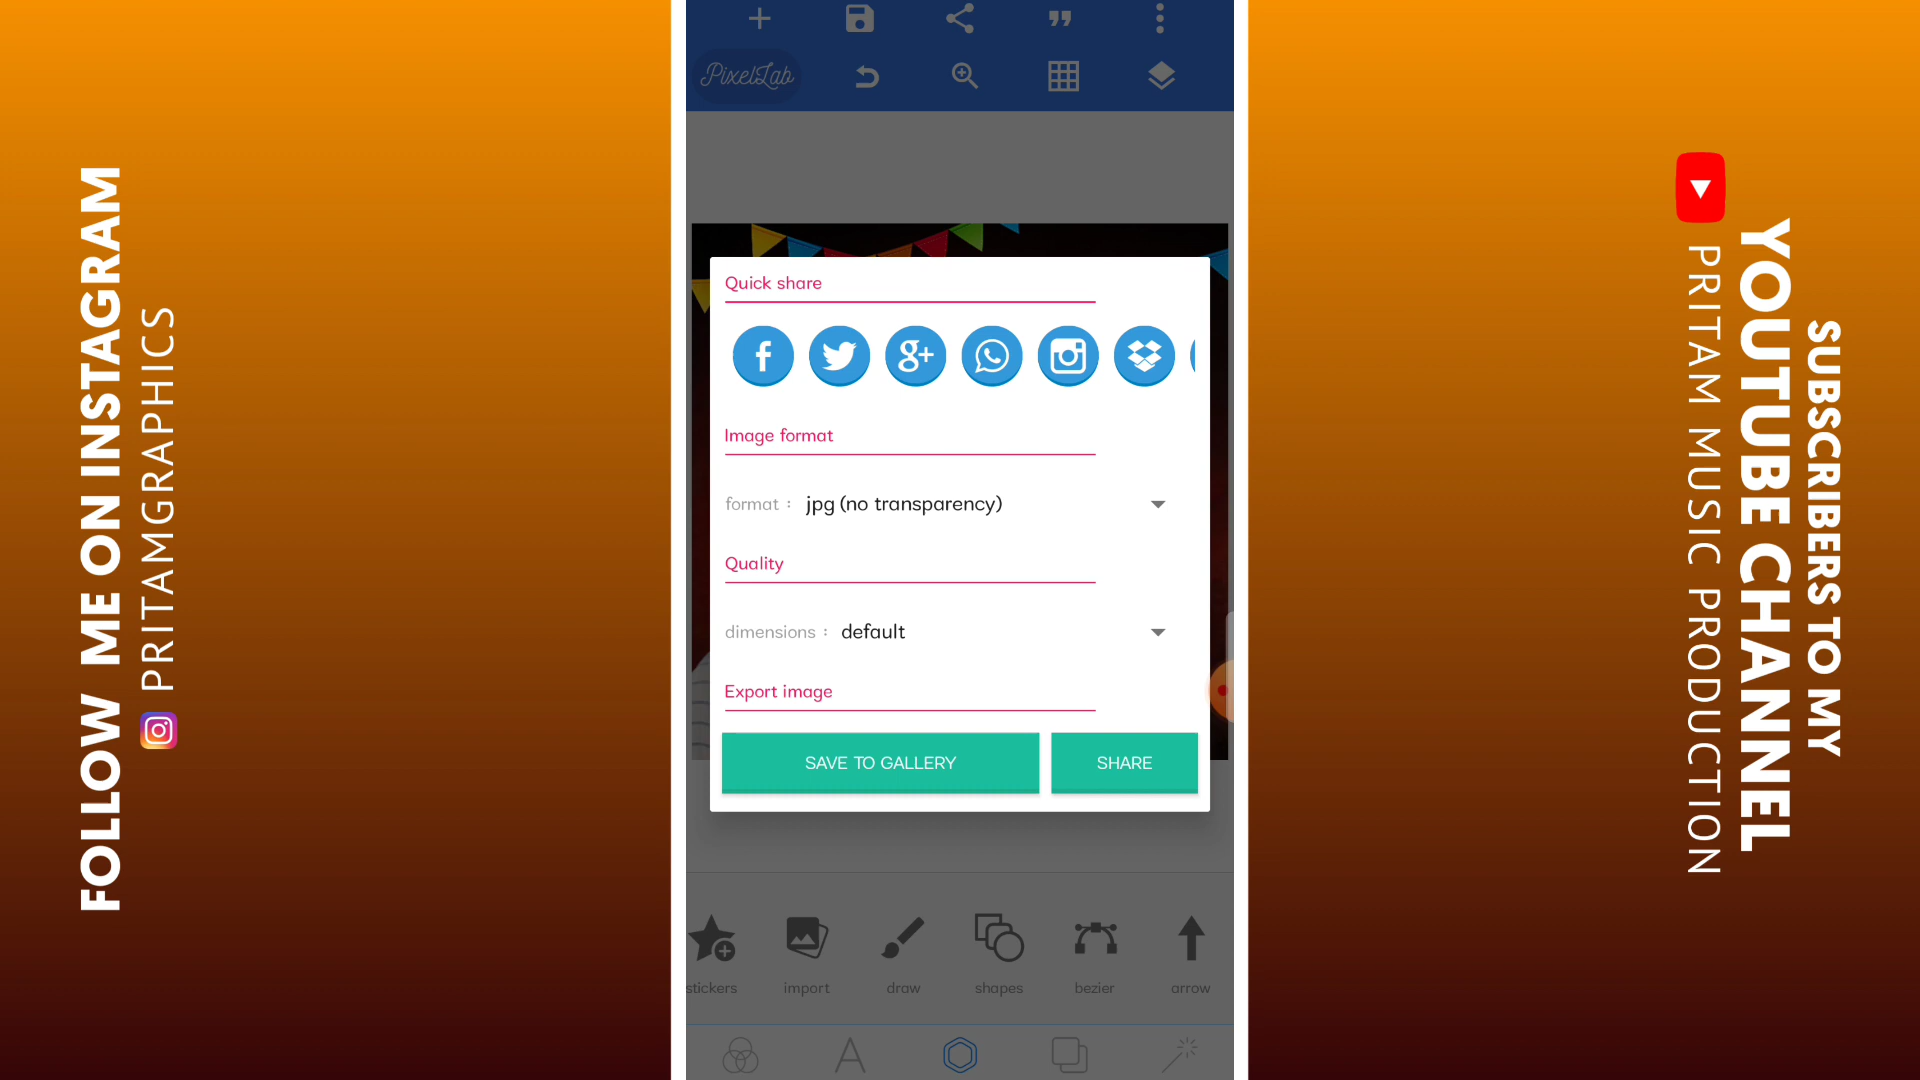 FOLLOW ME ON INSTAGRAM
PRITAMGRAPHICS
PixelLab
Quick share
Image format
format : jpg (no transparency)
Quality
dimensions : default
Export image
SAVE TO GALLERY
SHARE
stickers
import
draw
shapes
bezier
arrow
SUBSCRIBERS TO MY
YOUTUBE CHANNEL
PRITAM MUSIC PRODUCTION